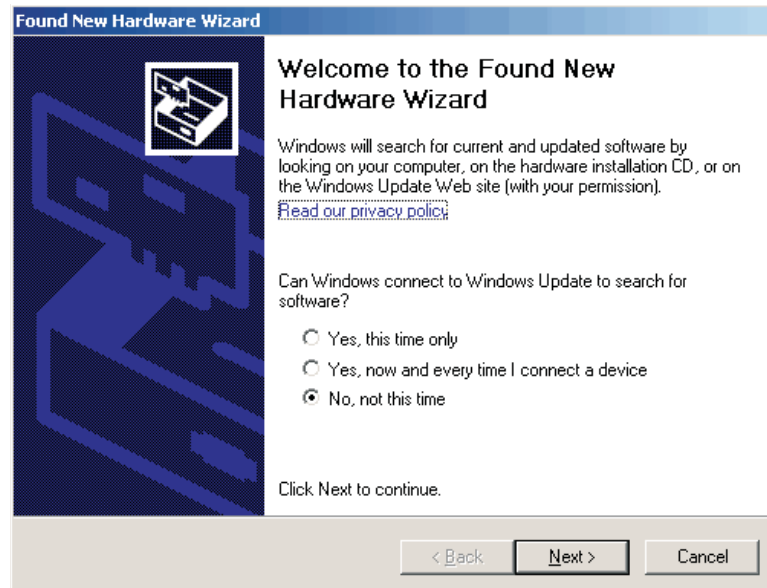 Found New Hardware Wizard
Welcome to the Found New
Hardware Wizard
Windows will search for current and updated software by
looking on your computer, on the hardware installation CD, or on
the Windows Update Web site (with your permission).
Read our privacy policy
Can Windows connect to Windows Update to search for
software?
Yes, this time only
Yes, now and every time I connect a device
No, not this time
Click Next to continue.
< Back
Next >
Cancel